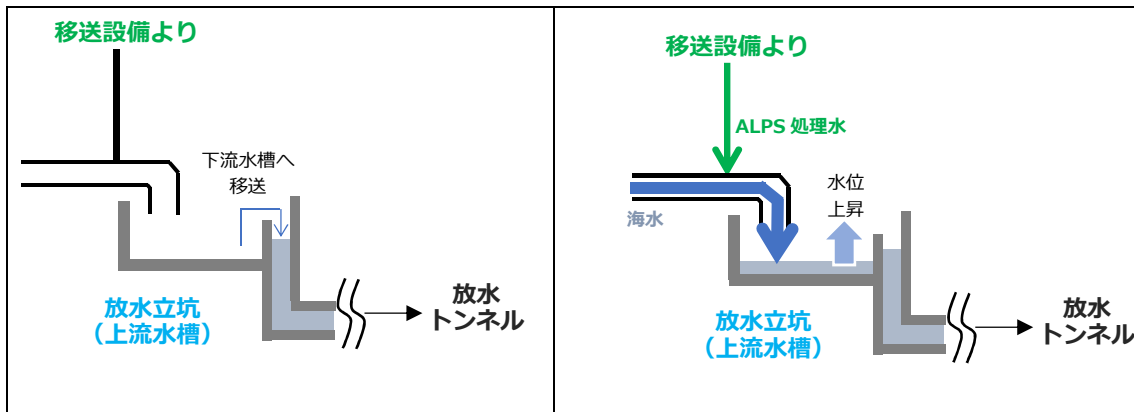 移送設備より
下流水槽へ
移送
放水立坑
（上流水槽）
放水
トンネル
移送設備より
ALPS 処理水
海水
水位
上昇
放水立坑
（上流水槽）
放水
トンネル